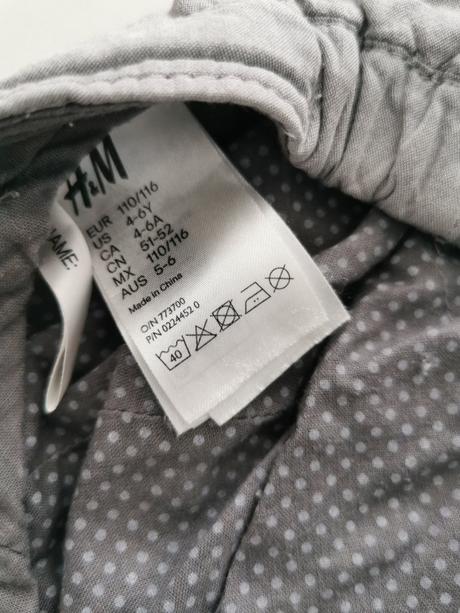 H&M
EUR 110/116
US 4-6Y
CA 4-6A
CN 51-52
MX 110/116
AUS 5-6
Made in China
O/N 773700
P/N 0224452 0
40
NAME: